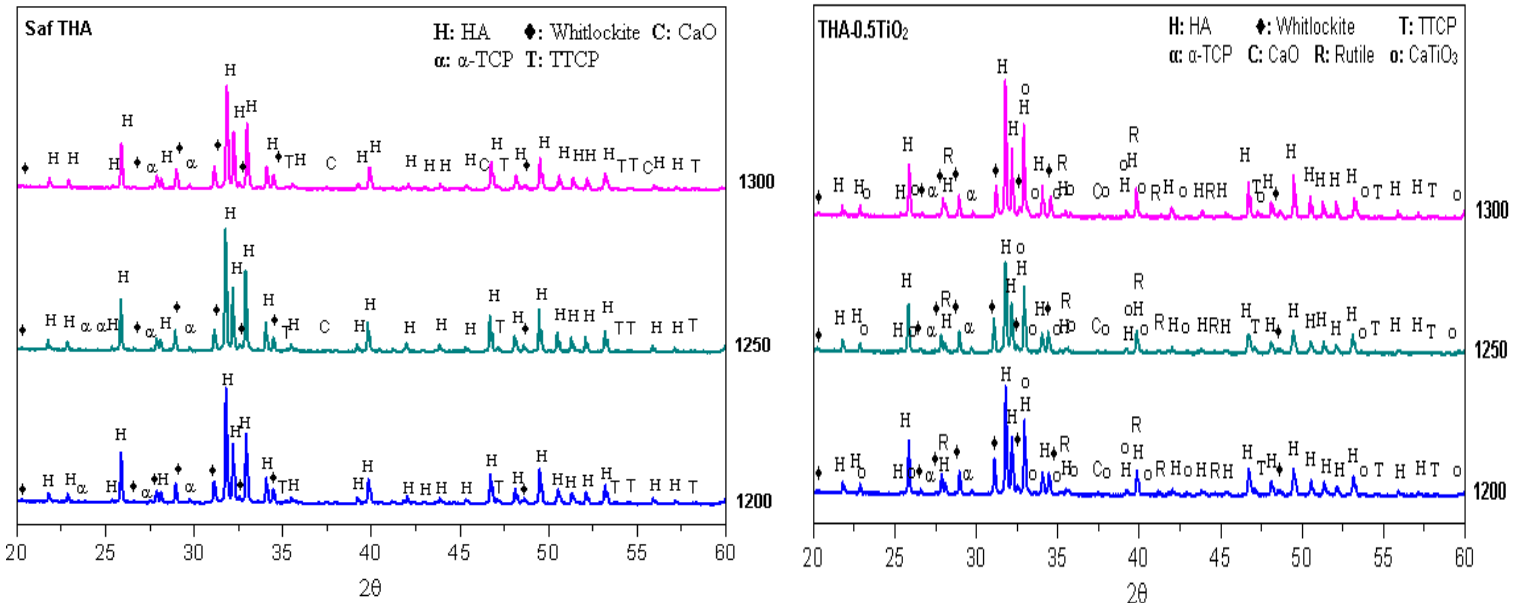 Saf THA
H: HA ♦: Whitlockite C: CaO
α: α-TCP T: TTCP
♦ H H H H ♦ α H ♦ α ♦ H H ♦ H H ♦ T H C H H H H H H C H T H ♦ H H H H T T C H H T
1300
♦ H H α α H H ♦ α H ♦ α ♦ H H ♦ H H ♦ T H C H H H H H H T H ♦ H H H H H T T H H T
1250
♦ H H α H H ♦ α ♦ H ♦ α ♦ H H ♦ H H ♦ T H H H H H H H T H ♦ H H H H H T T H H T
1200
20 25 30 35 40 45 50 55 60
2θ
THA-0.5TiO₂
H: HA ♦: Whitlockite T: TTCP
α: α-TCP C: CaO R: Rutile o: CaTiO₃
♦ H H o H H o ♦ α ♦ R H ♦ α ♦ H H ♦ o H o H ♦ o R H o C o o H R H o R H o H R H H T o H ♦ H H H H o T H H T o
1300
♦ H H o H H o ♦ α ♦ R H ♦ α ♦ H H ♦ o H o H ♦ o R H o C o o H R H o R H o H R H H T H ♦ H H H H H o T H H T o
1250
♦ H H o H H o ♦ α ♦ R H ♦ α ♦ H H ♦ o H o H ♦ o R H o C o o H R H o R H o H R H H T H ♦ H H H H H o T H H T o
1200
20 25 30 35 40 45 50 55 60
2θ